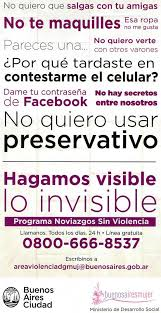 No quiero que salgas con tu amigas
No te maquilles Esa ropa
no me gusta
Pareces una... No quiero verte
con otros varones
¿Por qué tardaste en
contestarme el celular?
Dame tu contraseña
de Facebook
No hay secretos
entre nosotros
No quiero usar
preservativo
Hagamos visible
lo invisible
Programa Noviazgos Sin Violencia
Llamanos. Todos los días. 24 h • Línea gratuita
0800-666-8537
Escribinos a
areaviolenciadgmuj@buenosaires.gob.ar
Buenos
Aires
Ciudad
buenosairesmujer
Ministerio de Desarrollo Social